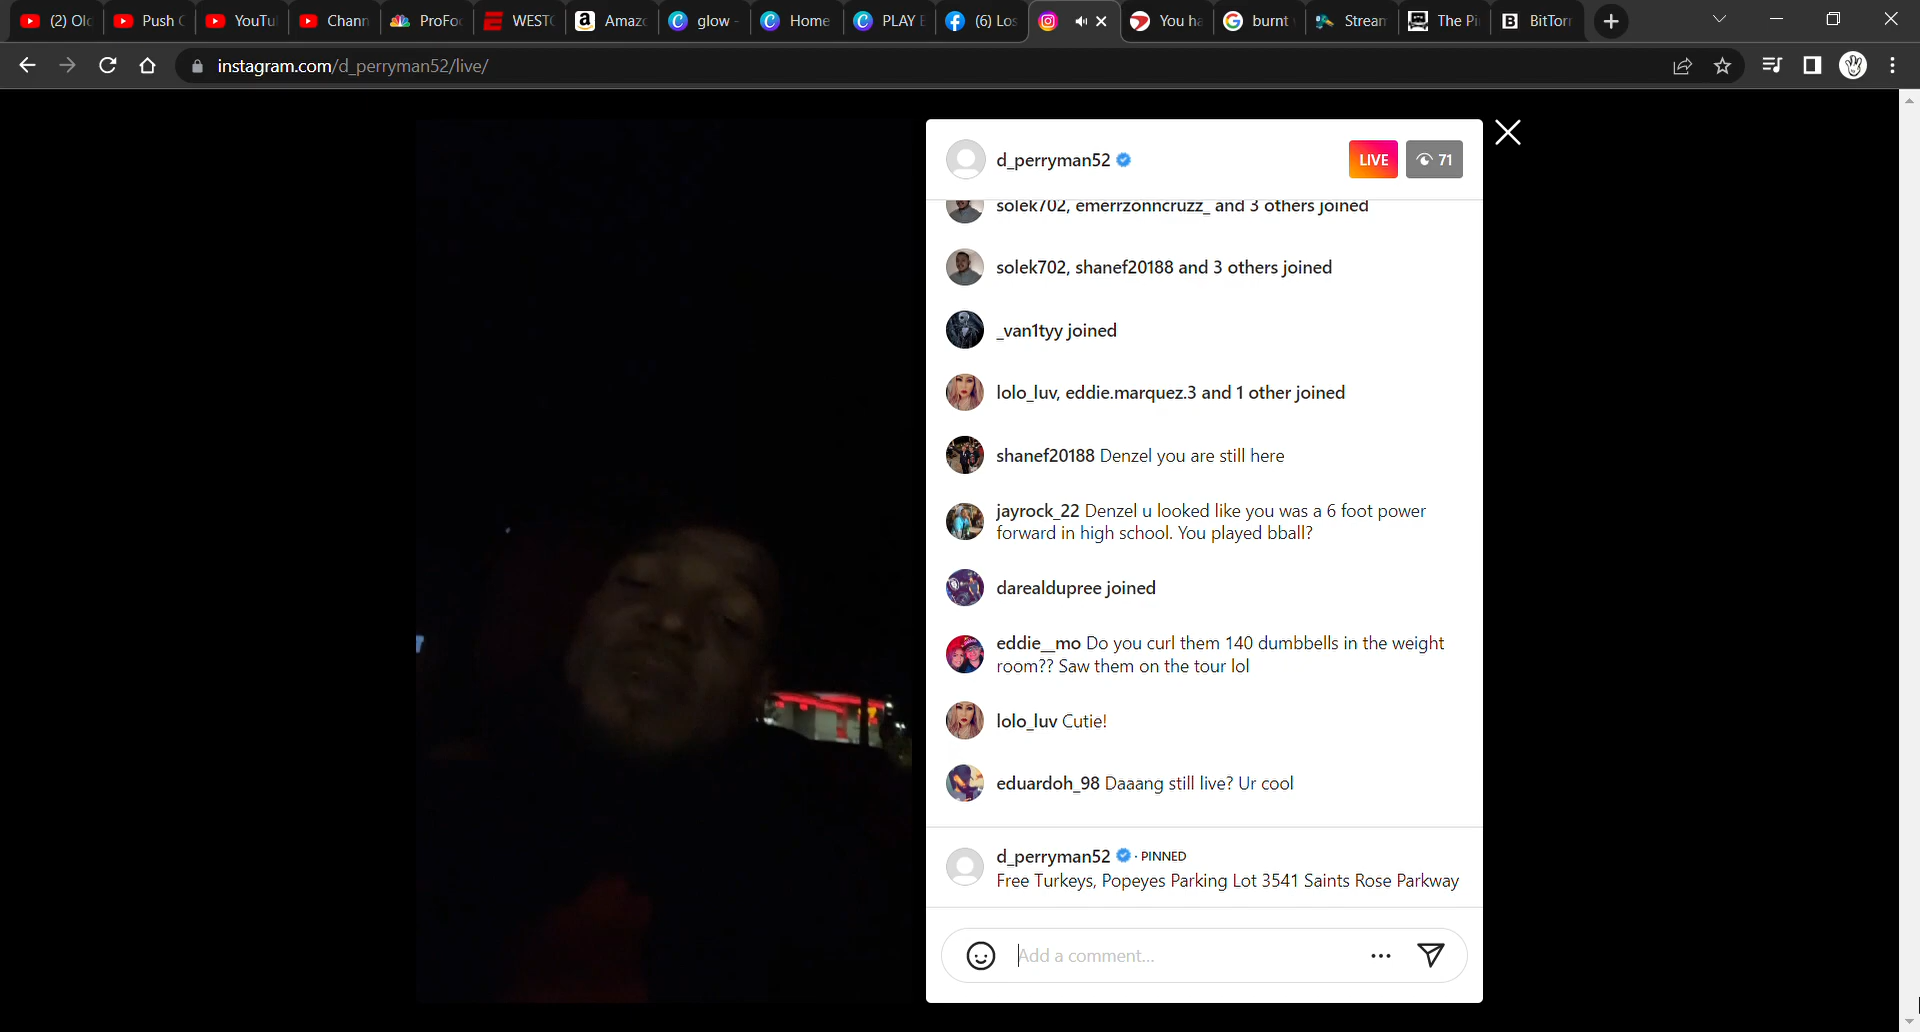 (2) Ol
Push
YouTu
Chann
ProFo
WEST
Amaz
glow
Home
PLAY
(6) Los
You ha
burnt
Stream
The Pi
BitTor
instagram.com/d_perryman52/live/
d_perryman52
LIVE
71
solek702, emerrzonncruzz_ and 3 others joined
solek702, shanef20188 and 3 others joined
_van1tyy joined
lolo_luv, eddie.marquez.3 and 1 other joined
shanef20188 Denzel you are still here
jayrock_22 Denzel u looked like you was a 6 foot power
forward in high school. You played bball?
darealdupree joined
eddie__mo Do you curl them 140 dumbbells in the weight
room?? Saw them on the tour lol
lolo_luv Cutie!
eduardoh_98 Daaang still live? Ur cool
d_perryman52 · PINNED
Free Turkeys, Popeyes Parking Lot 3541 Saints Rose Parkway
Add a comment...